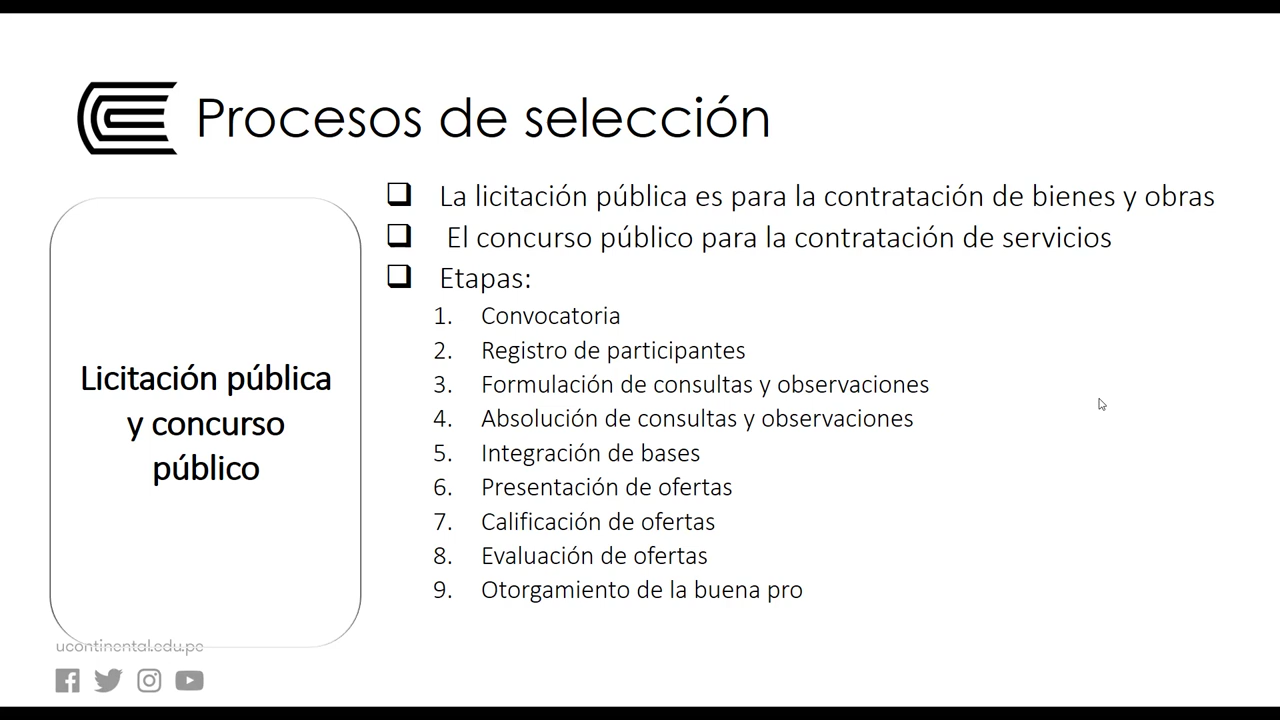 Procesos de selección
Licitación pública
y concurso
público
La licitación pública es para la contratación de bienes y obras
El concurso público para la contratación de servicios
Etapas:
1. Convocatoria
2. Registro de participantes
3. Formulación de consultas y observaciones
4. Absolución de consultas y observaciones
5. Integración de bases
6. Presentación de ofertas
7. Calificación de ofertas
8. Evaluación de ofertas
9. Otorgamiento de la buena pro
ucontinental.edu.pe